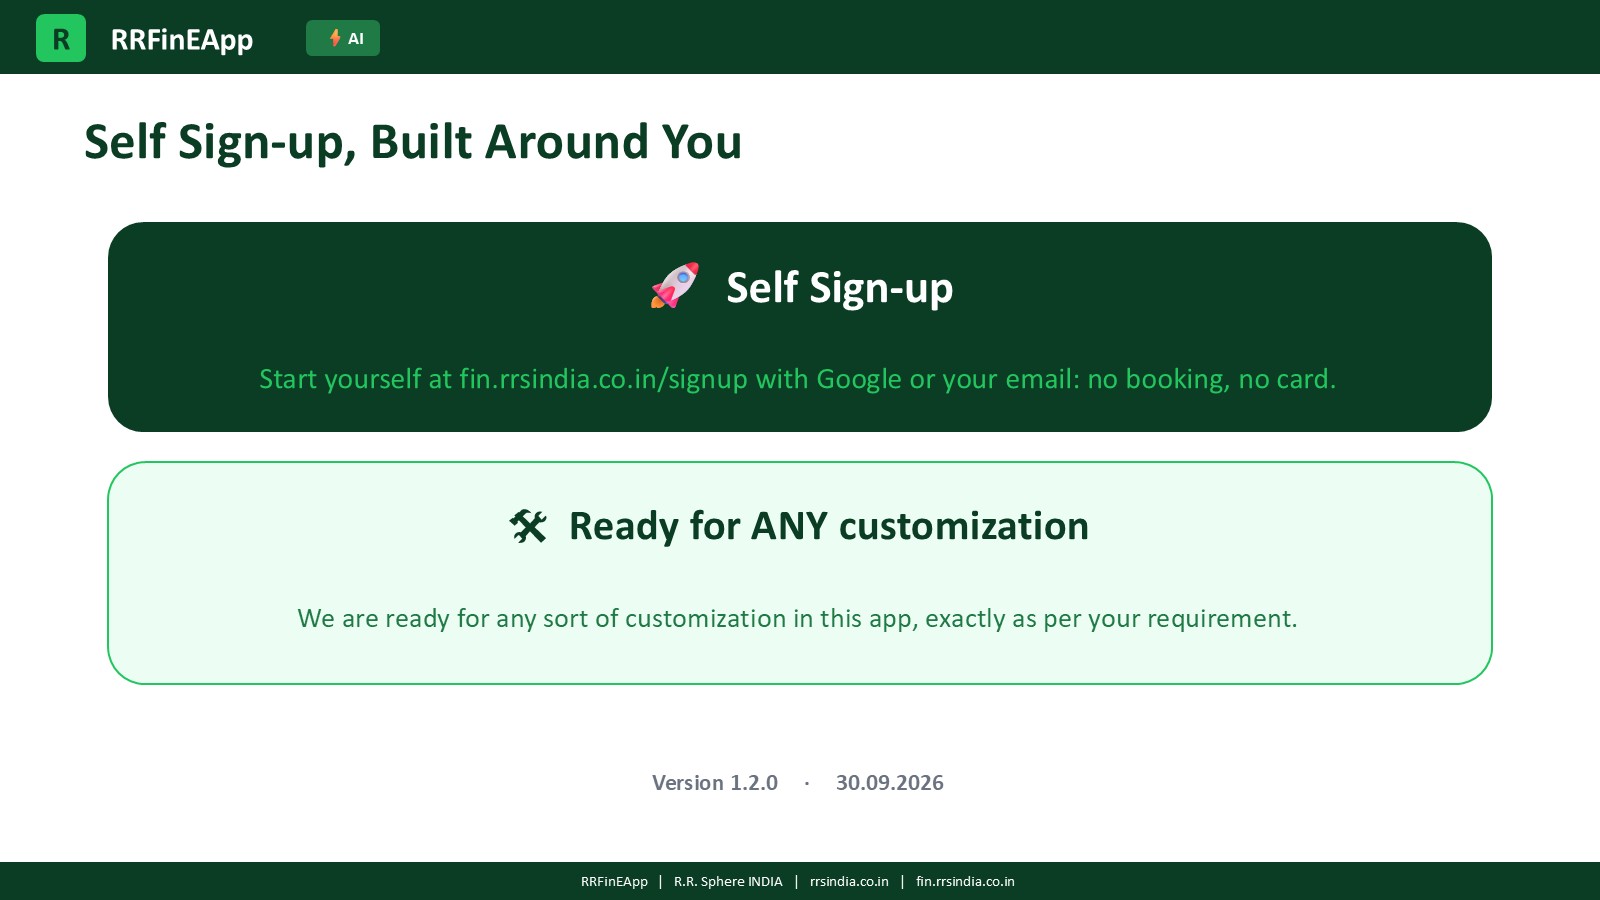 R RRFinEApp AI
Self Sign-up, Built Around You
Self Sign-up
Start yourself at fin.rrsindia.co.in/signup with Google or your email: no booking, no card.
Ready for ANY customization
We are ready for any sort of customization in this app, exactly as per your requirement.
Version 1.2.0 · 30.09.2026
RRFinEApp | R.R. Sphere INDIA | rrsindia.co.in | fin.rrsindia.co.in